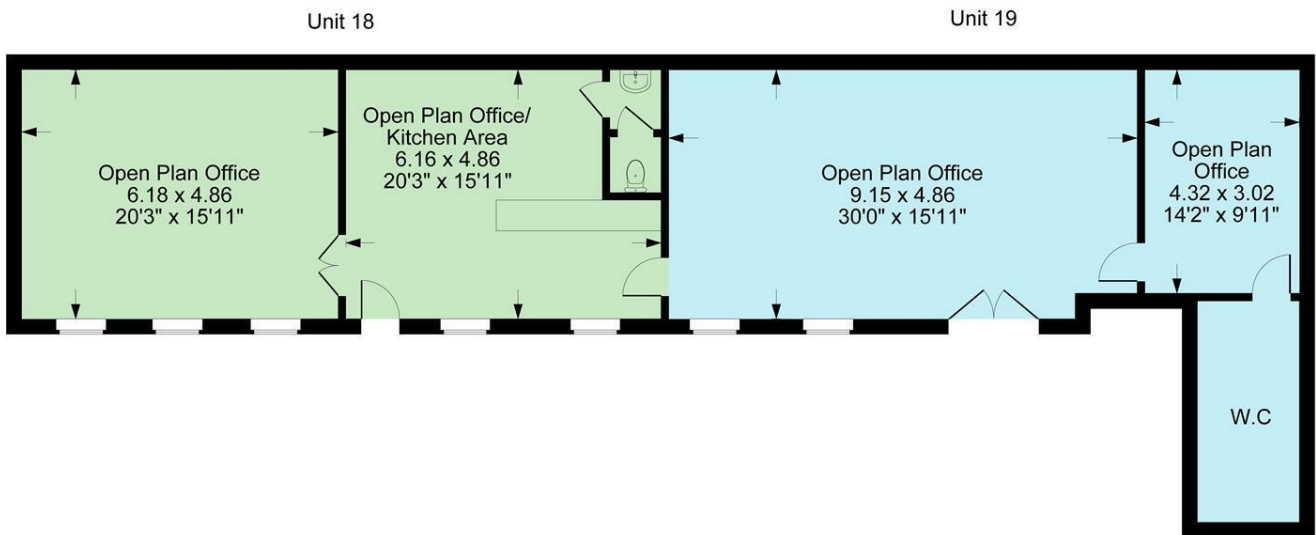 Unit 18
Unit 19
Open Plan Office
6.18 x 4.86
20'3" x 15'11"
Open Plan Office/
Kitchen Area
6.16 x 4.86
20'3" x 15'11"
Open Plan Office
9.15 x 4.86
30'0" x 15'11"
Open Plan
Office
4.32 x 3.02
14'2" x 9'11"
W.C